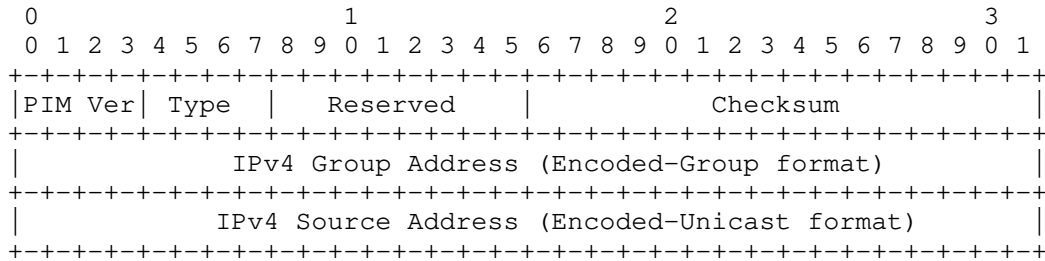 0                   1                   2                   3
 0 1 2 3 4 5 6 7 8 9 0 1 2 3 4 5 6 7 8 9 0 1 2 3 4 5 6 7 8 9 0 1
+-+-+-+-+-+-+-+-+-+-+-+-+-+-+-+-+-+-+-+-+-+-+-+-+-+-+-+-+-+-+-+-+
|PIM Ver| Type  |   Reserved    |           Checksum            |
+-+-+-+-+-+-+-+-+-+-+-+-+-+-+-+-+-+-+-+-+-+-+-+-+-+-+-+-+-+-+-+-+
|             IPv4 Group Address (Encoded-Group format)         |
+-+-+-+-+-+-+-+-+-+-+-+-+-+-+-+-+-+-+-+-+-+-+-+-+-+-+-+-+-+-+-+-+
|            IPv4 Source Address (Encoded-Unicast format)       |
+-+-+-+-+-+-+-+-+-+-+-+-+-+-+-+-+-+-+-+-+-+-+-+-+-+-+-+-+-+-+-+-+